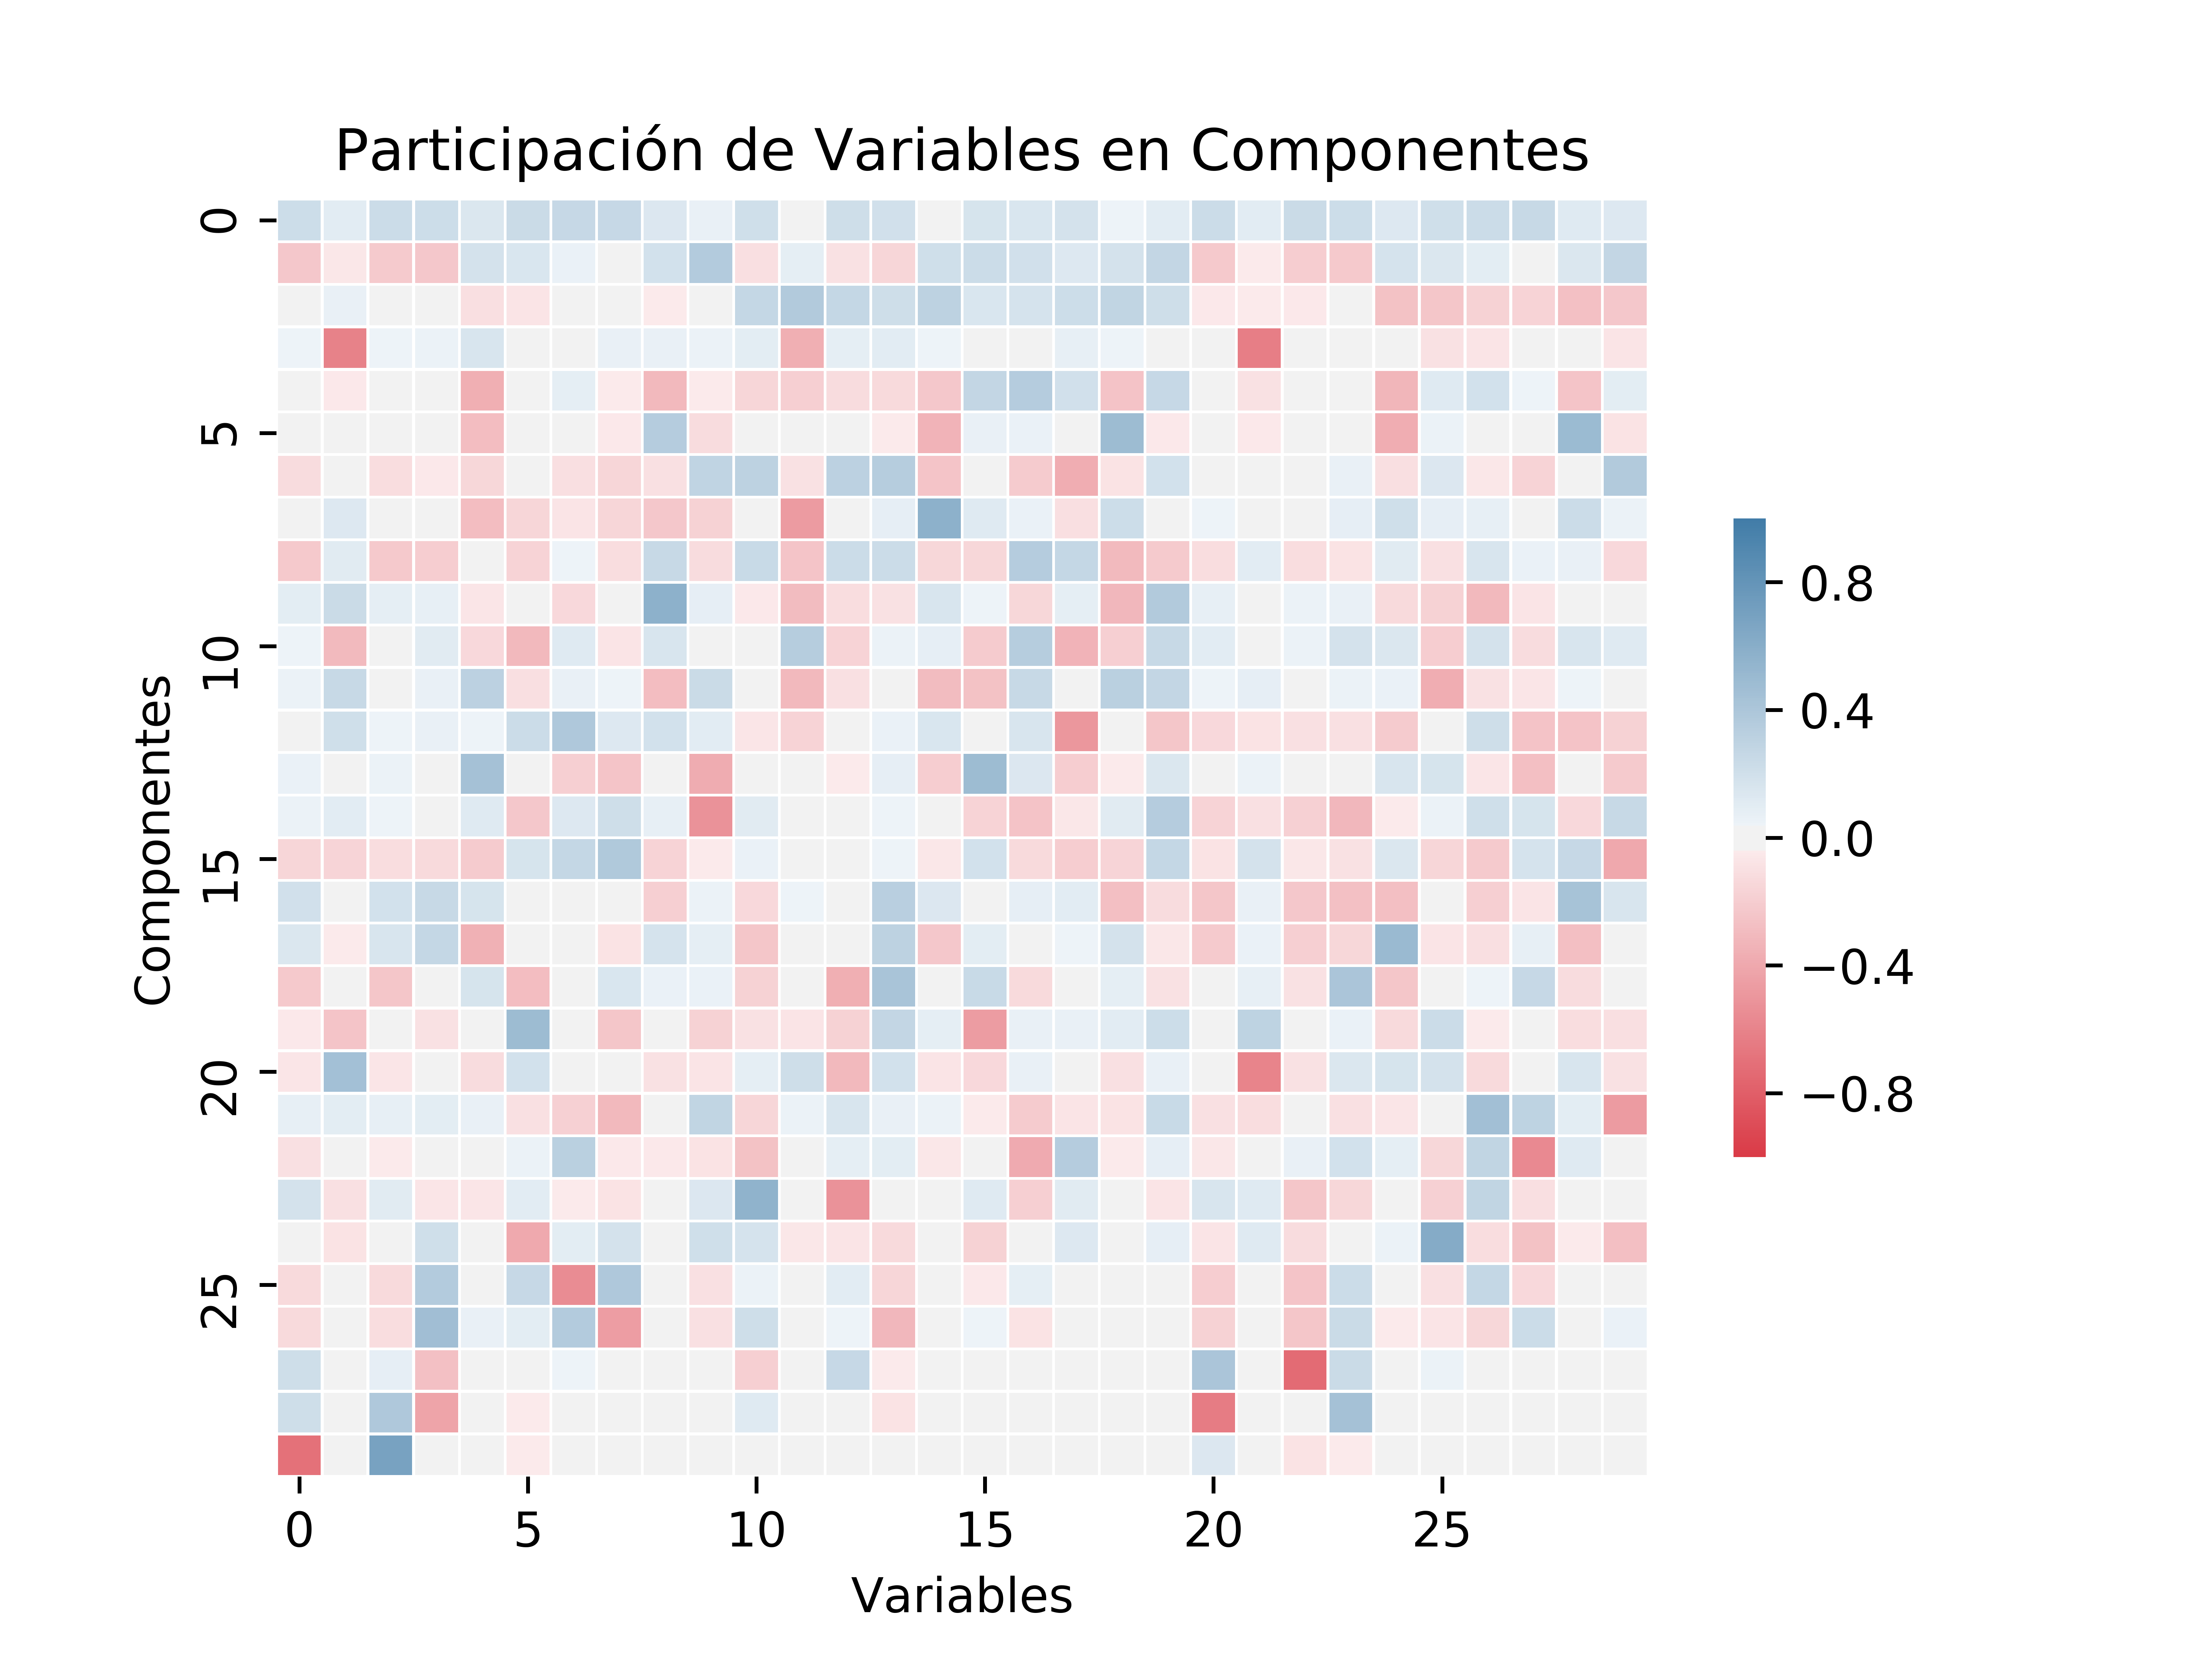 Participación de Variables en Componentes
0
5
10
15
20
25
Componentes
0 5 10 15 20 25
Variables
0.8
0.4
0.0
−0.4
−0.8